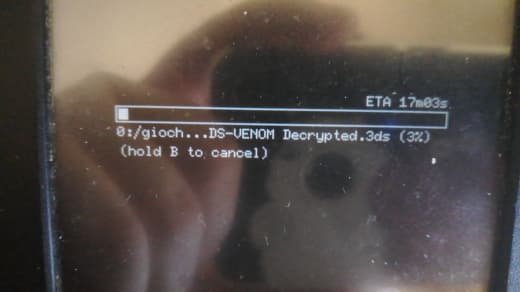 ETA 17m03s
0:/gioch...DS-VENOM Decrypted.3ds (3%)
(hold B to cancel)